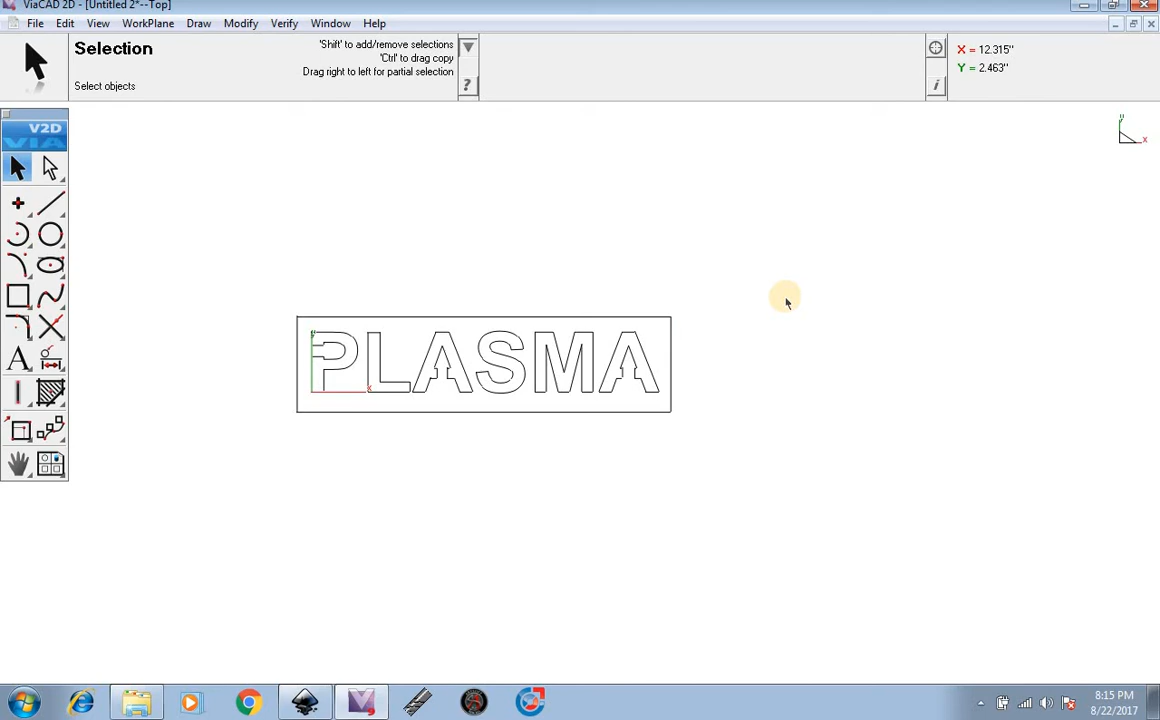 ViaCAD 2D - [Untitled 2*--Top]
File Edit View WorkPlane Draw Modify Verify Window Help
Selection
Select objects
'Shift' to add/remove selections
'Ctrl' to drag copy
Drag right to left for partial selection
?
i
X = 12.315"
Y = 2.463"
V2D
VIA
A
y
x
y
x
PLASMA
8:15 PM
8/22/2017